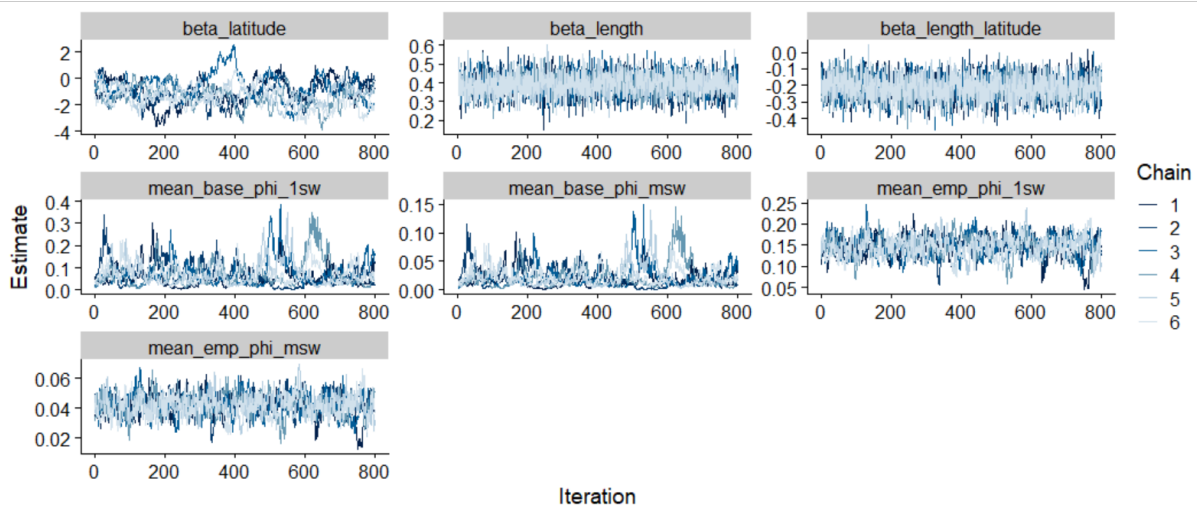 beta_latitude beta_length beta_length_latitude
2 0.6 0.0
0 0.5 -0.1
-2 0.4 -0.2
-4 0.3 -0.3
0.2 -0.4
0 200 400 600 800 0 200 400 600 800 0 200 400 600 800
mean_base_phi_1sw mean_base_phi_msw mean_emp_phi_1sw
0.4 0.15 0.25
0.3 0.10 0.20
0.2 0.05 0.15
0.1 0.00 0.10
0.0 0.05
0 200 400 600 800 0 200 400 600 800 0 200 400 600 800
mean_emp_phi_msw
0.06
0.04
0.02
0 200 400 600 800
Estimate
Iteration
Chain
1
2
3
4
5
6